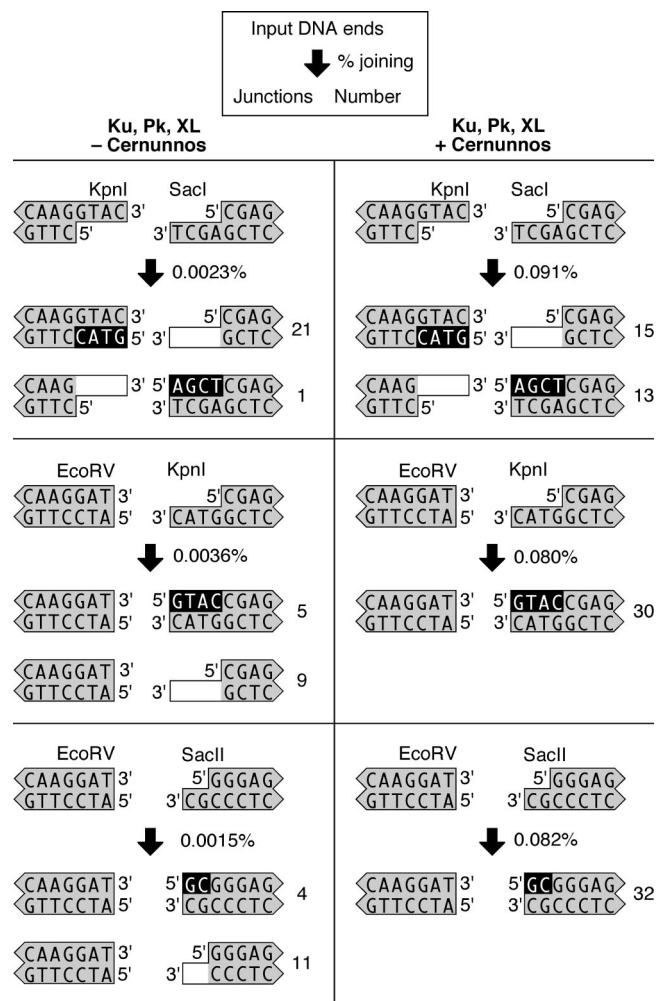 Input DNA ends
% joining
Junctions Number
Ku, Pk, XL
– Cernunnos
Ku, Pk, XL
+ Cernunnos
KpnI SacI
CAAGGTAC 3' 5' CGAG
GTTC 5' 3' TCGAGCTC
0.0023%
CAAGGTAC 3' 5' CGAG
GTTCCATG 5' 3' GCTC
21
CAAG 3' 5' AGCTCGAG
GTTC 5' 3' TCGAGCTC
1
KpnI SacI
CAAGGTAC 3' 5' CGAG
GTTC 5' 3' TCGAGCTC
0.091%
CAAGGTAC 3' 5' CGAG
GTTCCATG 5' 3' GCTC
15
CAAG 3' 5' AGCTCGAG
GTTC 5' 3' TCGAGCTC
13
EcoRV KpnI
CAAGGAT 3' 5' CGAG
GTTCCTA 5' 3' CATGGCTC
0.0036%
CAAGGAT 3' 5' GTACCGAG
GTTCCTA 5' 3' CATGGCTC
5
CAAGGAT 3' 5' CGAG
GTTCCTA 5' 3' GCTC
9
EcoRV KpnI
CAAGGAT 3' 5' CGAG
GTTCCTA 5' 3' CATGGCTC
0.080%
CAAGGAT 3' 5' GTACCGAG
GTTCCTA 5' 3' CATGGCTC
30
EcoRV SacII
CAAGGAT 3' 5' GGGAG
GTTCCTA 5' 3' CGCCCTC
0.0015%
CAAGGAT 3' 5' GCGGGAG
GTTCCTA 5' 3' CGCCCTC
4
CAAGGAT 3' 5' GGGAG
GTTCCTA 5' 3' CCCTC
11
EcoRV SacII
CAAGGAT 3' 5' GGGAG
GTTCCTA 5' 3' CGCCCTC
0.082%
CAAGGAT 3' 5' GCGGGAG
GTTCCTA 5' 3' CGCCCTC
32